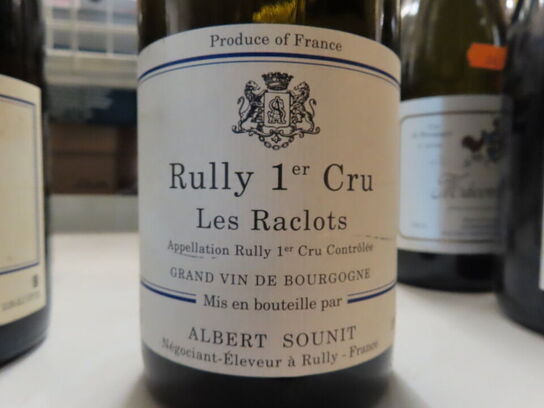 Produce of France
Rully 1er Cru
Les Raclots
Appellation Rully 1er Cru Contrôlée
GRAND VIN DE BOURGOGNE
Mis en bouteille par
ALBERT SOUNIT
Négociant-Éleveur à Rully - France